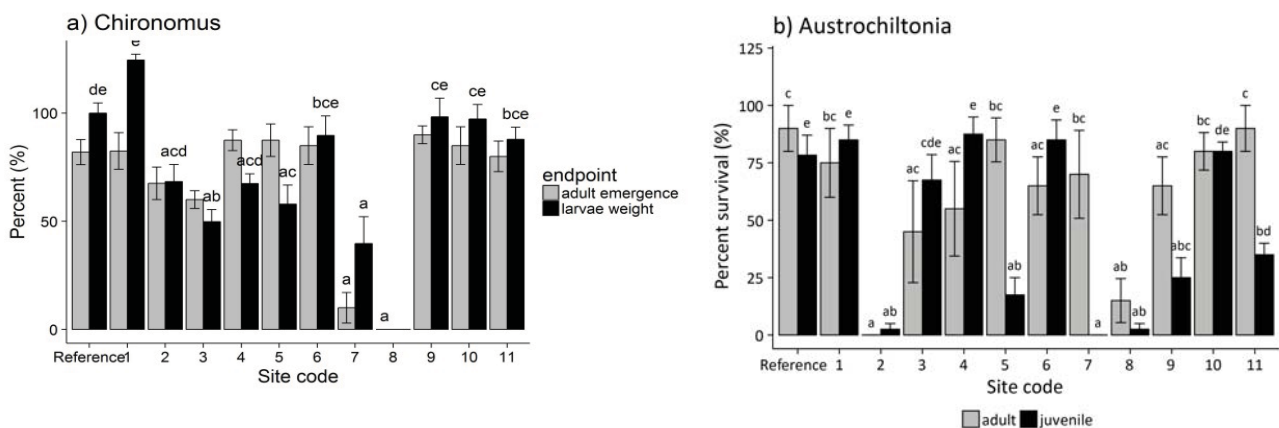 a) Chironomus
e
de
acd
ab
acd
ac
bce
a
a
a
ce
ce
bce
Percent (%)
100
50
0
Reference 1 2 3 4 5 6 7 8 9 10 11
Site code
endpoint
adult emergence
larvae weight
b) Austrochiltonia
Percent survival (%)
125
100
75
50
25
0
c e bc e a ab ac cde ac e bc ab ac e bc a ab ab ac abc bc de c bd
Reference 1 2 3 4 5 6 7 8 9 10 11
Site code
adult juvenile